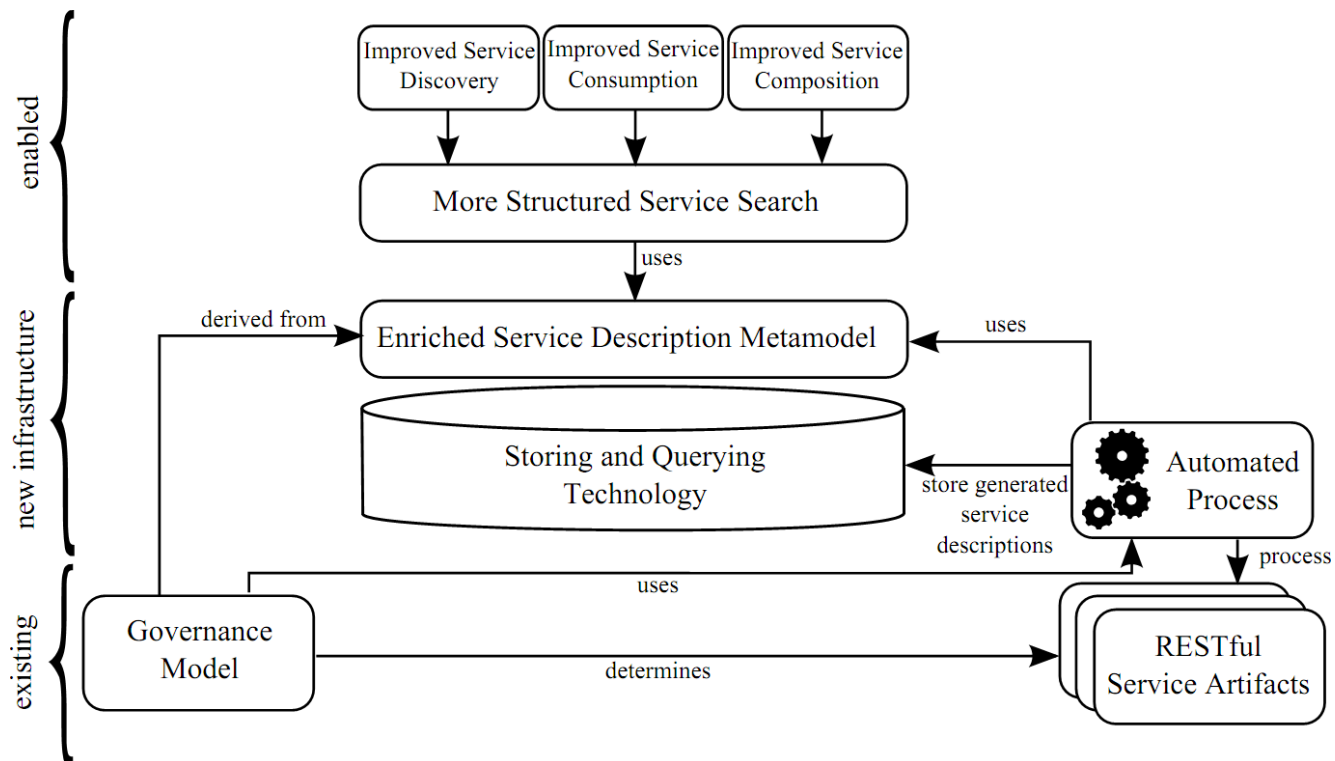 enabled
Improved Service
Discovery
Improved Service
Consumption
Improved Service
Composition
More Structured Service Search
uses
new infrastructure
derived from
Enriched Service Description Metamodel
uses
Storing and Querying
Technology
store generated
service
descriptions
Automated
Process
process
uses
existing
Governance
Model
determines
RESTful
Service Artifacts